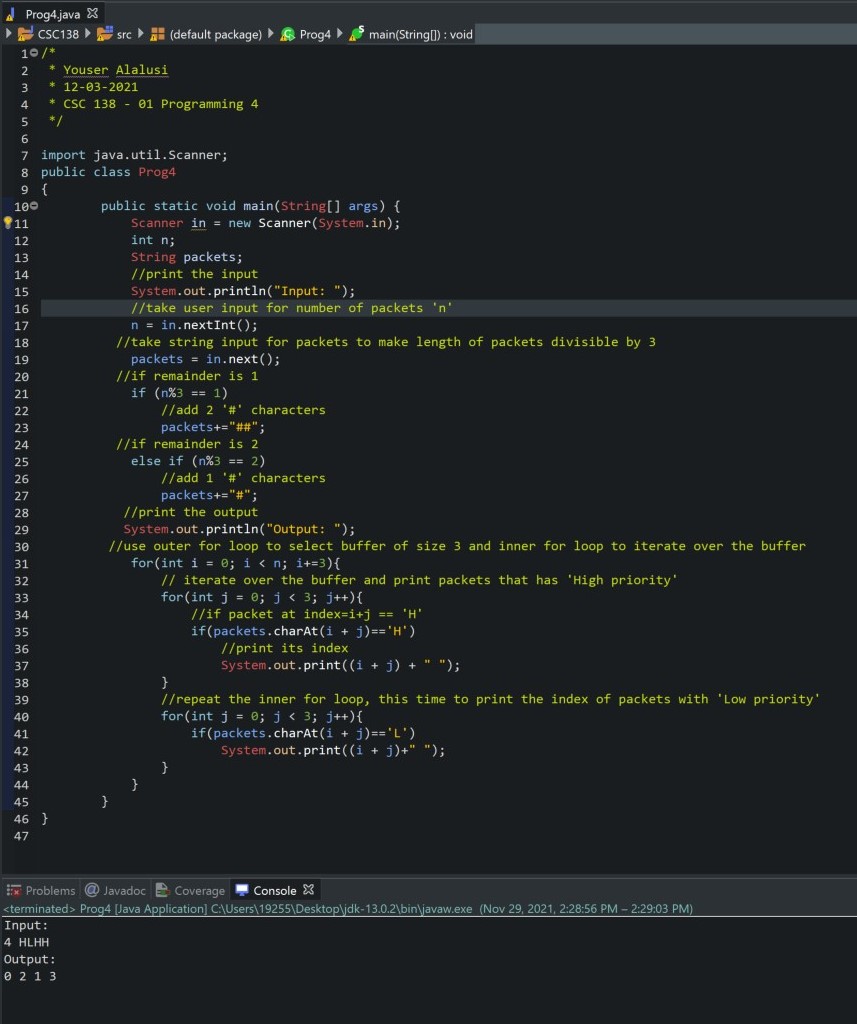 Prog4.java
CSC138 src (default package) Prog4 main(String[]) : void
1 /*
2 * Youser Alalusi
3 * 12-03-2021
4 * CSC 138 - 01 Programming 4
5 */
6
7 import java.util.Scanner;
8 public class Prog4
9 {
10 public static void main(String[] args) {
11 Scanner in = new Scanner(System.in);
12 int n;
13 String packets;
14 //print the input
15 System.out.println("Input: ");
16 //take user input for number of packets 'n'
17 n = in.nextInt();
18 //take string input for packets to make length of packets divisible by 3
19 packets = in.next();
20 //if remainder is 1
21 if (n%3 == 1)
22 //add 2 '#' characters
23 packets+="##";
24 //if remainder is 2
25 else if (n%3 == 2)
26 //add 1 '#' characters
27 packets+="#";
28 //print the output
29 System.out.println("Output: ");
30 //use outer for loop to select buffer of size 3 and inner for loop to iterate over the buffer
31 for(int i = 0; i < n; i+=3){
32 // iterate over the buffer and print packets that has 'High priority'
33 for(int j = 0; j < 3; j++){
34 //if packet at index=i+j == 'H'
35 if(packets.charAt(i + j)=='H')
36 //print its index
37 System.out.print((i + j) + " ");
38 }
39 //repeat the inner for loop, this time to print the index of packets with 'Low priority'
40 for(int j = 0; j < 3; j++){
41 if(packets.charAt(i + j)=='L')
42 System.out.print((i + j)+" ");
43 }
44 }
45 }
46 }
47
Problems Javadoc Coverage Console
<terminated> Prog4 [Java Application] C:\Users\19255\Desktop\jdk-13.0.2\bin\javaw.exe (Nov 29, 2021, 2:28:56 PM – 2:29:03 PM)
Input:
4 HLHH
Output:
0 2 1 3